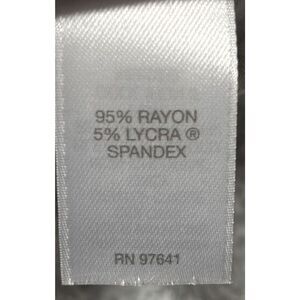 95% RAYON
5% LYCRA ®
SPANDEX
RN 97641